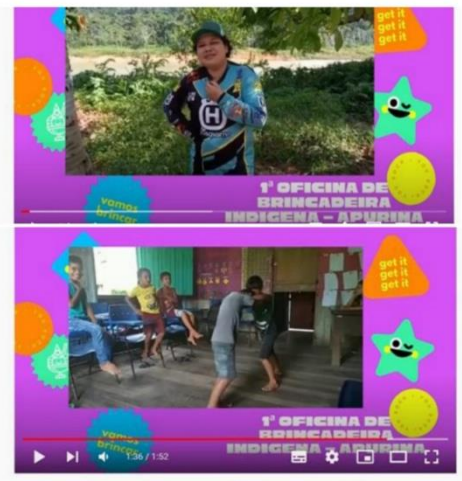 get it
get it
get it
H
vamos
brincar
1ª OFICINA DE
BRINCADEIRA
INDIGENA - APURINA
get it
get it
get it
vamos
brincar
1ª OFICINA DE
BRINCADEIRA
INDIGENA - APURINA
1:36 / 1:52